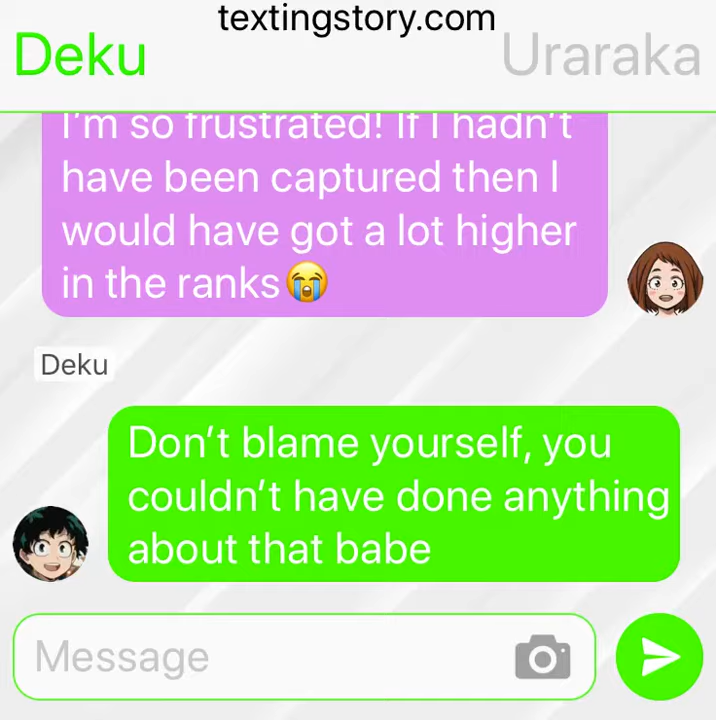 textingstory.com
Deku
Uraraka
I'm so frustrated! If I hadn't
have been captured then I
would have got a lot higher
in the ranks😭
Deku
Don't blame yourself, you
couldn't have done anything
about that babe
Message